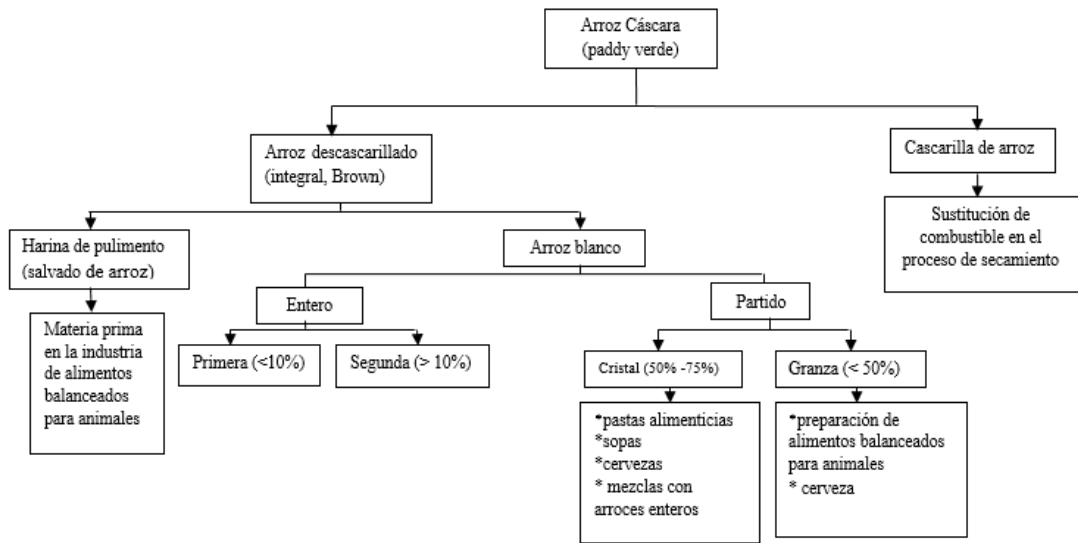 Arroz Cáscara
(paddy verde)
Arroz descascarillado
(integral, Brown)
Cascarilla de arroz
Harina de pulimento
(salvado de arroz)
Arroz blanco
Sustitución de
combustible en el
proceso de secamiento
Entero
Partido
Materia prima
en la industria
de alimentos
balanceados
para animales
Primera (<10%)
Segunda (> 10%)
Cristal (50% -75%)
Granza (< 50%)
*pastas alimenticias
*sopas
*cervezas
* mezclas con
arroces enteros
*preparación de
alimentos balanceados
para animales
* cerveza